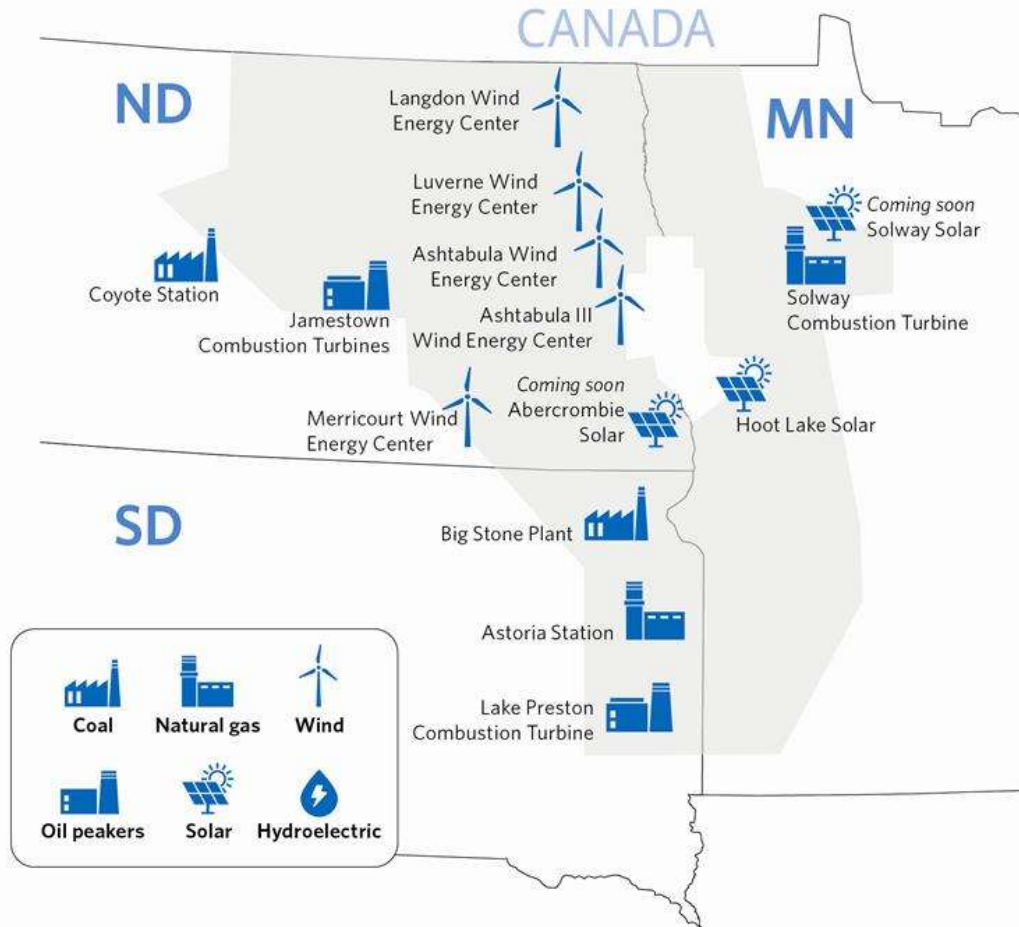 CANADA
ND
MN
Langdon Wind
Energy Center
Luverne Wind
Energy Center
Coming soon
Solway Solar
Ashtabula Wind
Energy Center
Coyote Station
Solway
Combustion Turbine
Jamestown
Combustion Turbines
Ashtabula III
Wind Energy Center
Coming soon
Abercrombie
Solar
Merricourt Wind
Energy Center
Hoot Lake Solar
SD
Big Stone Plant
Astoria Station
Lake Preston
Combustion Turbine
Coal
Natural gas
Wind
Oil peakers
Solar
Hydroelectric